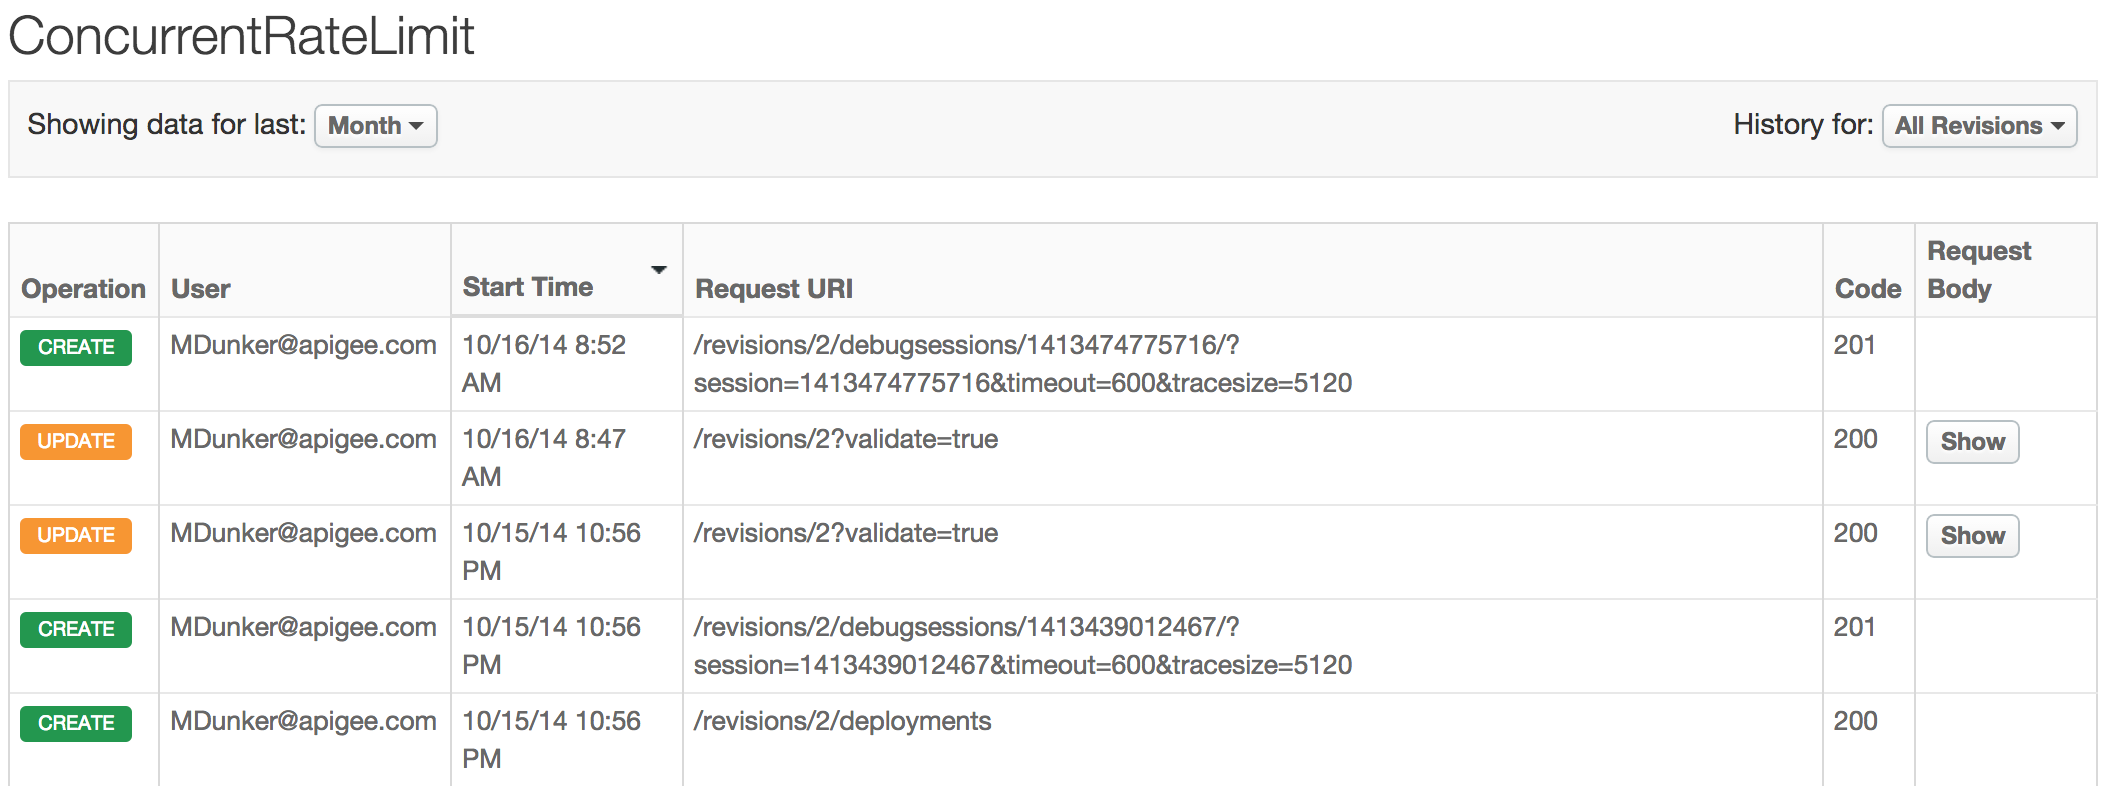 ConcurrentRateLimit
Showing data for last: Month
History for: All Revisions
Operation User Start Time Request URI Code Request
Body
CREATE MDunker@apigee.com 10/16/14 8:52 /revisions/2/debugsessions/1413474775716/? 201
AM session=1413474775716&timeout=600&tracesize=5120
UPDATE MDunker@apigee.com 10/16/14 8:47 /revisions/2?validate=true 200 Show
AM
UPDATE MDunker@apigee.com 10/15/14 10:56 /revisions/2?validate=true 200 Show
PM
CREATE MDunker@apigee.com 10/15/14 10:56 /revisions/2/debugsessions/1413439012467/? 201
PM session=1413439012467&timeout=600&tracesize=5120
CREATE MDunker@apigee.com 10/15/14 10:56 /revisions/2/deployments 200
PM